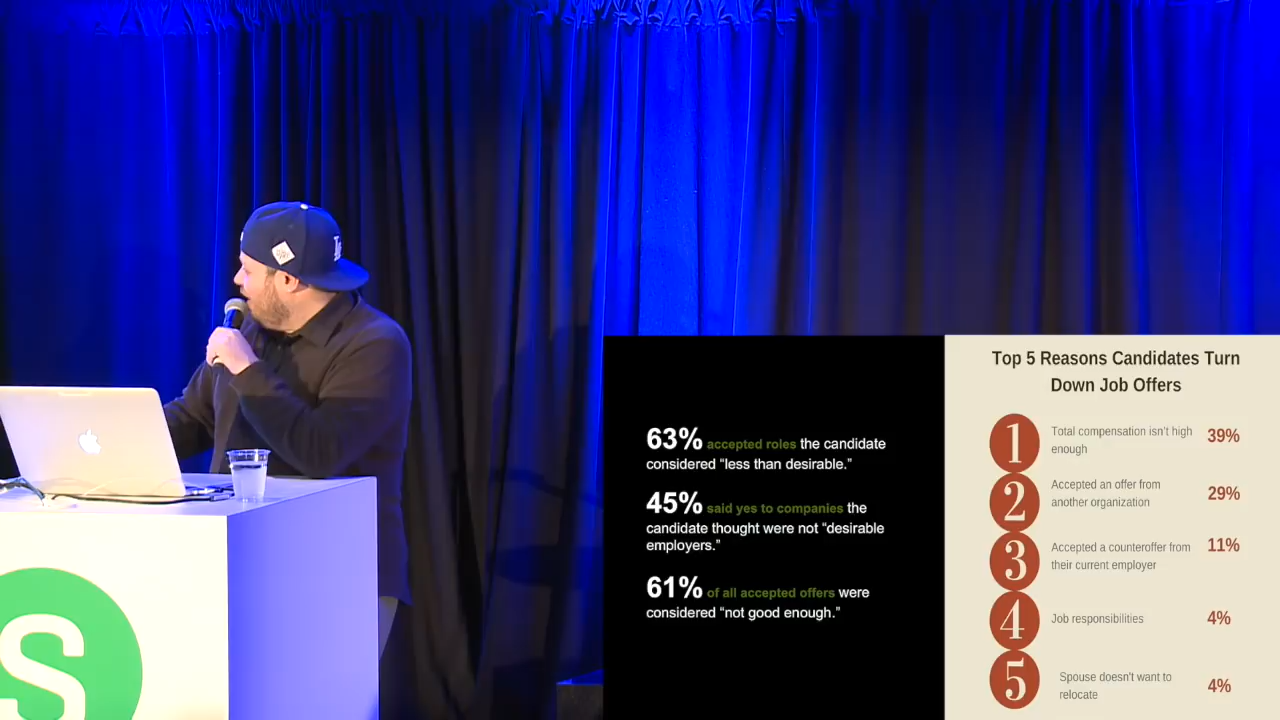 LA
63% accepted roles the candidate
considered “less than desirable.”
45% said yes to companies the
candidate thought were not “desirable
employers.”
61% of all accepted offers were
considered “not good enough.”
Top 5 Reasons Candidates Turn
Down Job Offers
1 Total compensation isn't high
enough
39%
2 Accepted an offer from
another organization
29%
3 Accepted a counteroffer from
their current employer
11%
4 Job responsibilities 4%
5 Spouse doesn't want to
relocate
4%
S